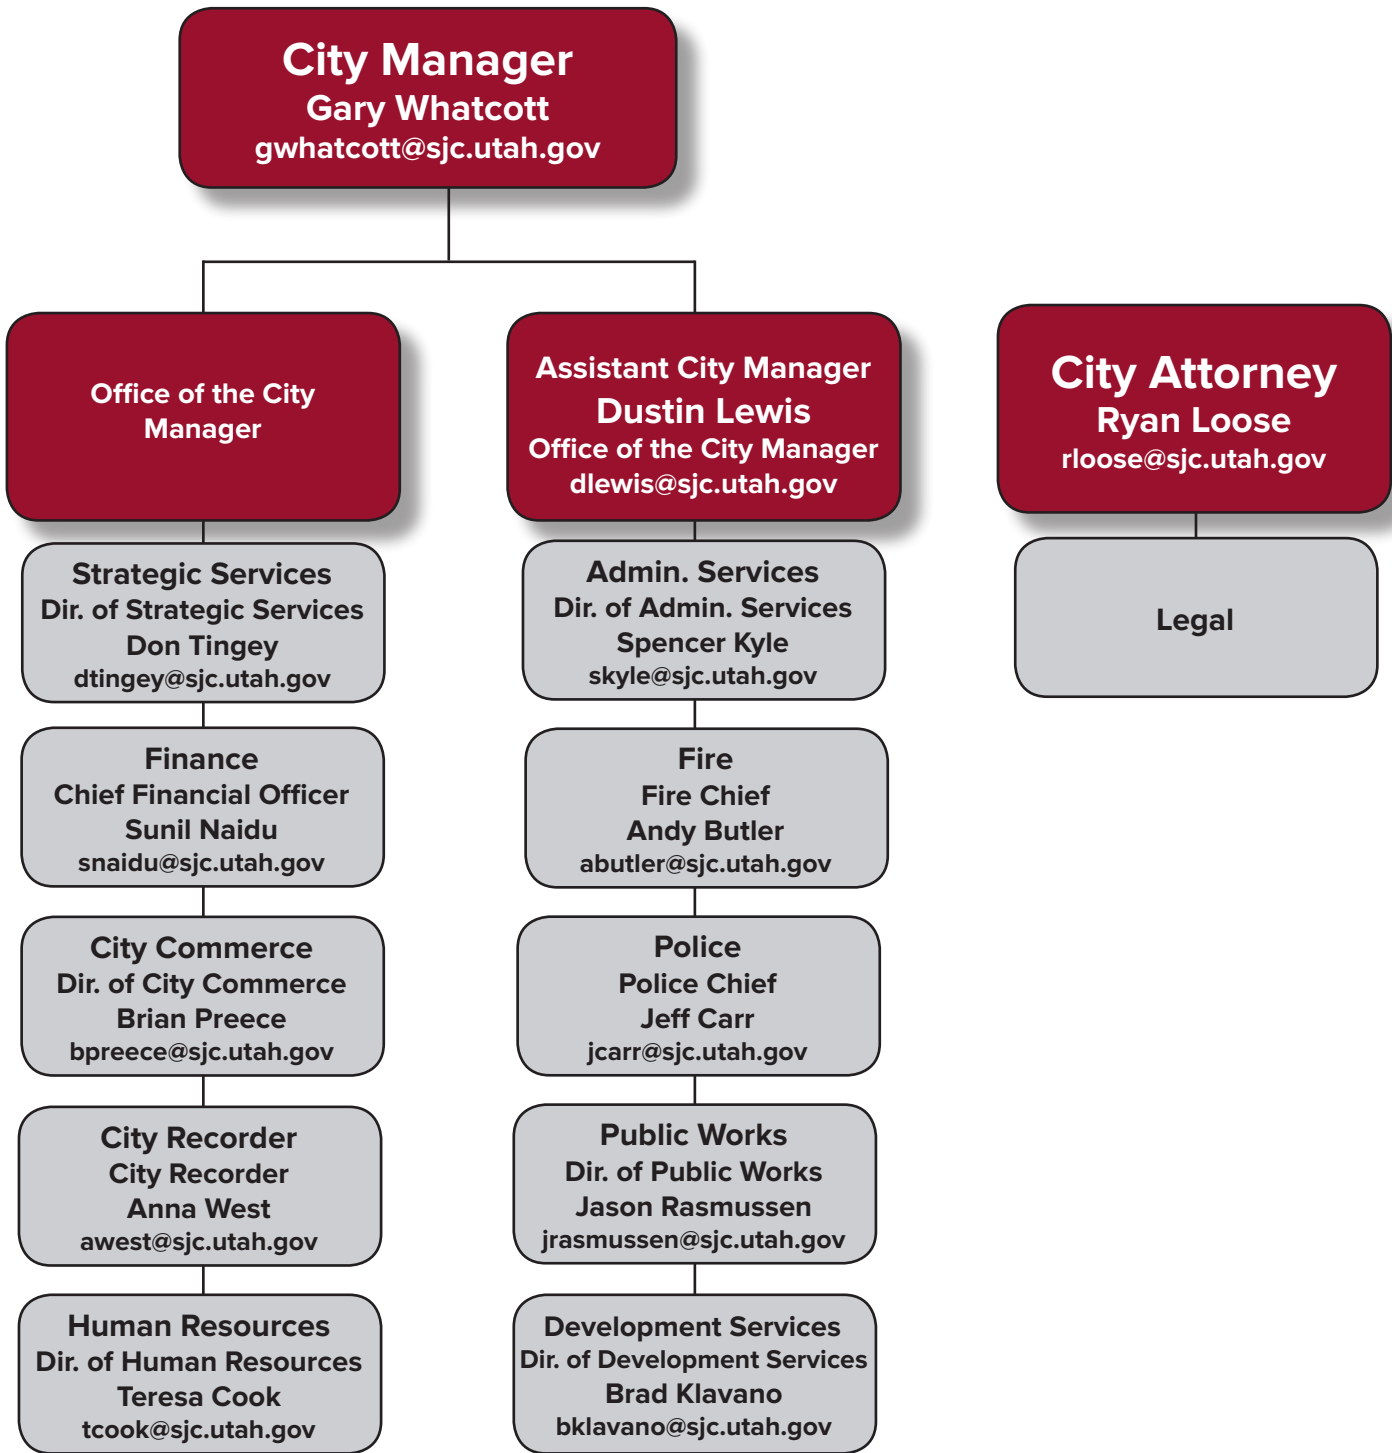 City Manager
Gary Whatcott
gwhatcott@sjc.utah.gov
Office of the City
Manager
Assistant City Manager
Dustin Lewis
Office of the City Manager
dlewis@sjc.utah.gov
City Attorney
Ryan Loose
rloose@sjc.utah.gov
Strategic Services
Dir. of Strategic Services
Don Tingey
dtingey@sjc.utah.gov
Finance
Chief Financial Officer
Sunil Naidu
snaidu@sjc.utah.gov
City Commerce
Dir. of City Commerce
Brian Preece
bpreece@sjc.utah.gov
City Recorder
City Recorder
Anna West
awest@sjc.utah.gov
Human Resources
Dir. of Human Resources
Teresa Cook
tcook@sjc.utah.gov
Admin. Services
Dir. of Admin. Services
Spencer Kyle
skyle@sjc.utah.gov
Fire
Fire Chief
Andy Butler
abutler@sjc.utah.gov
Police
Police Chief
Jeff Carr
jcarr@sjc.utah.gov
Public Works
Dir. of Public Works
Jason Rasmussen
jrasmussen@sjc.utah.gov
Development Services
Dir. of Development Services
Brad Klavano
bklavano@sjc.utah.gov
Legal